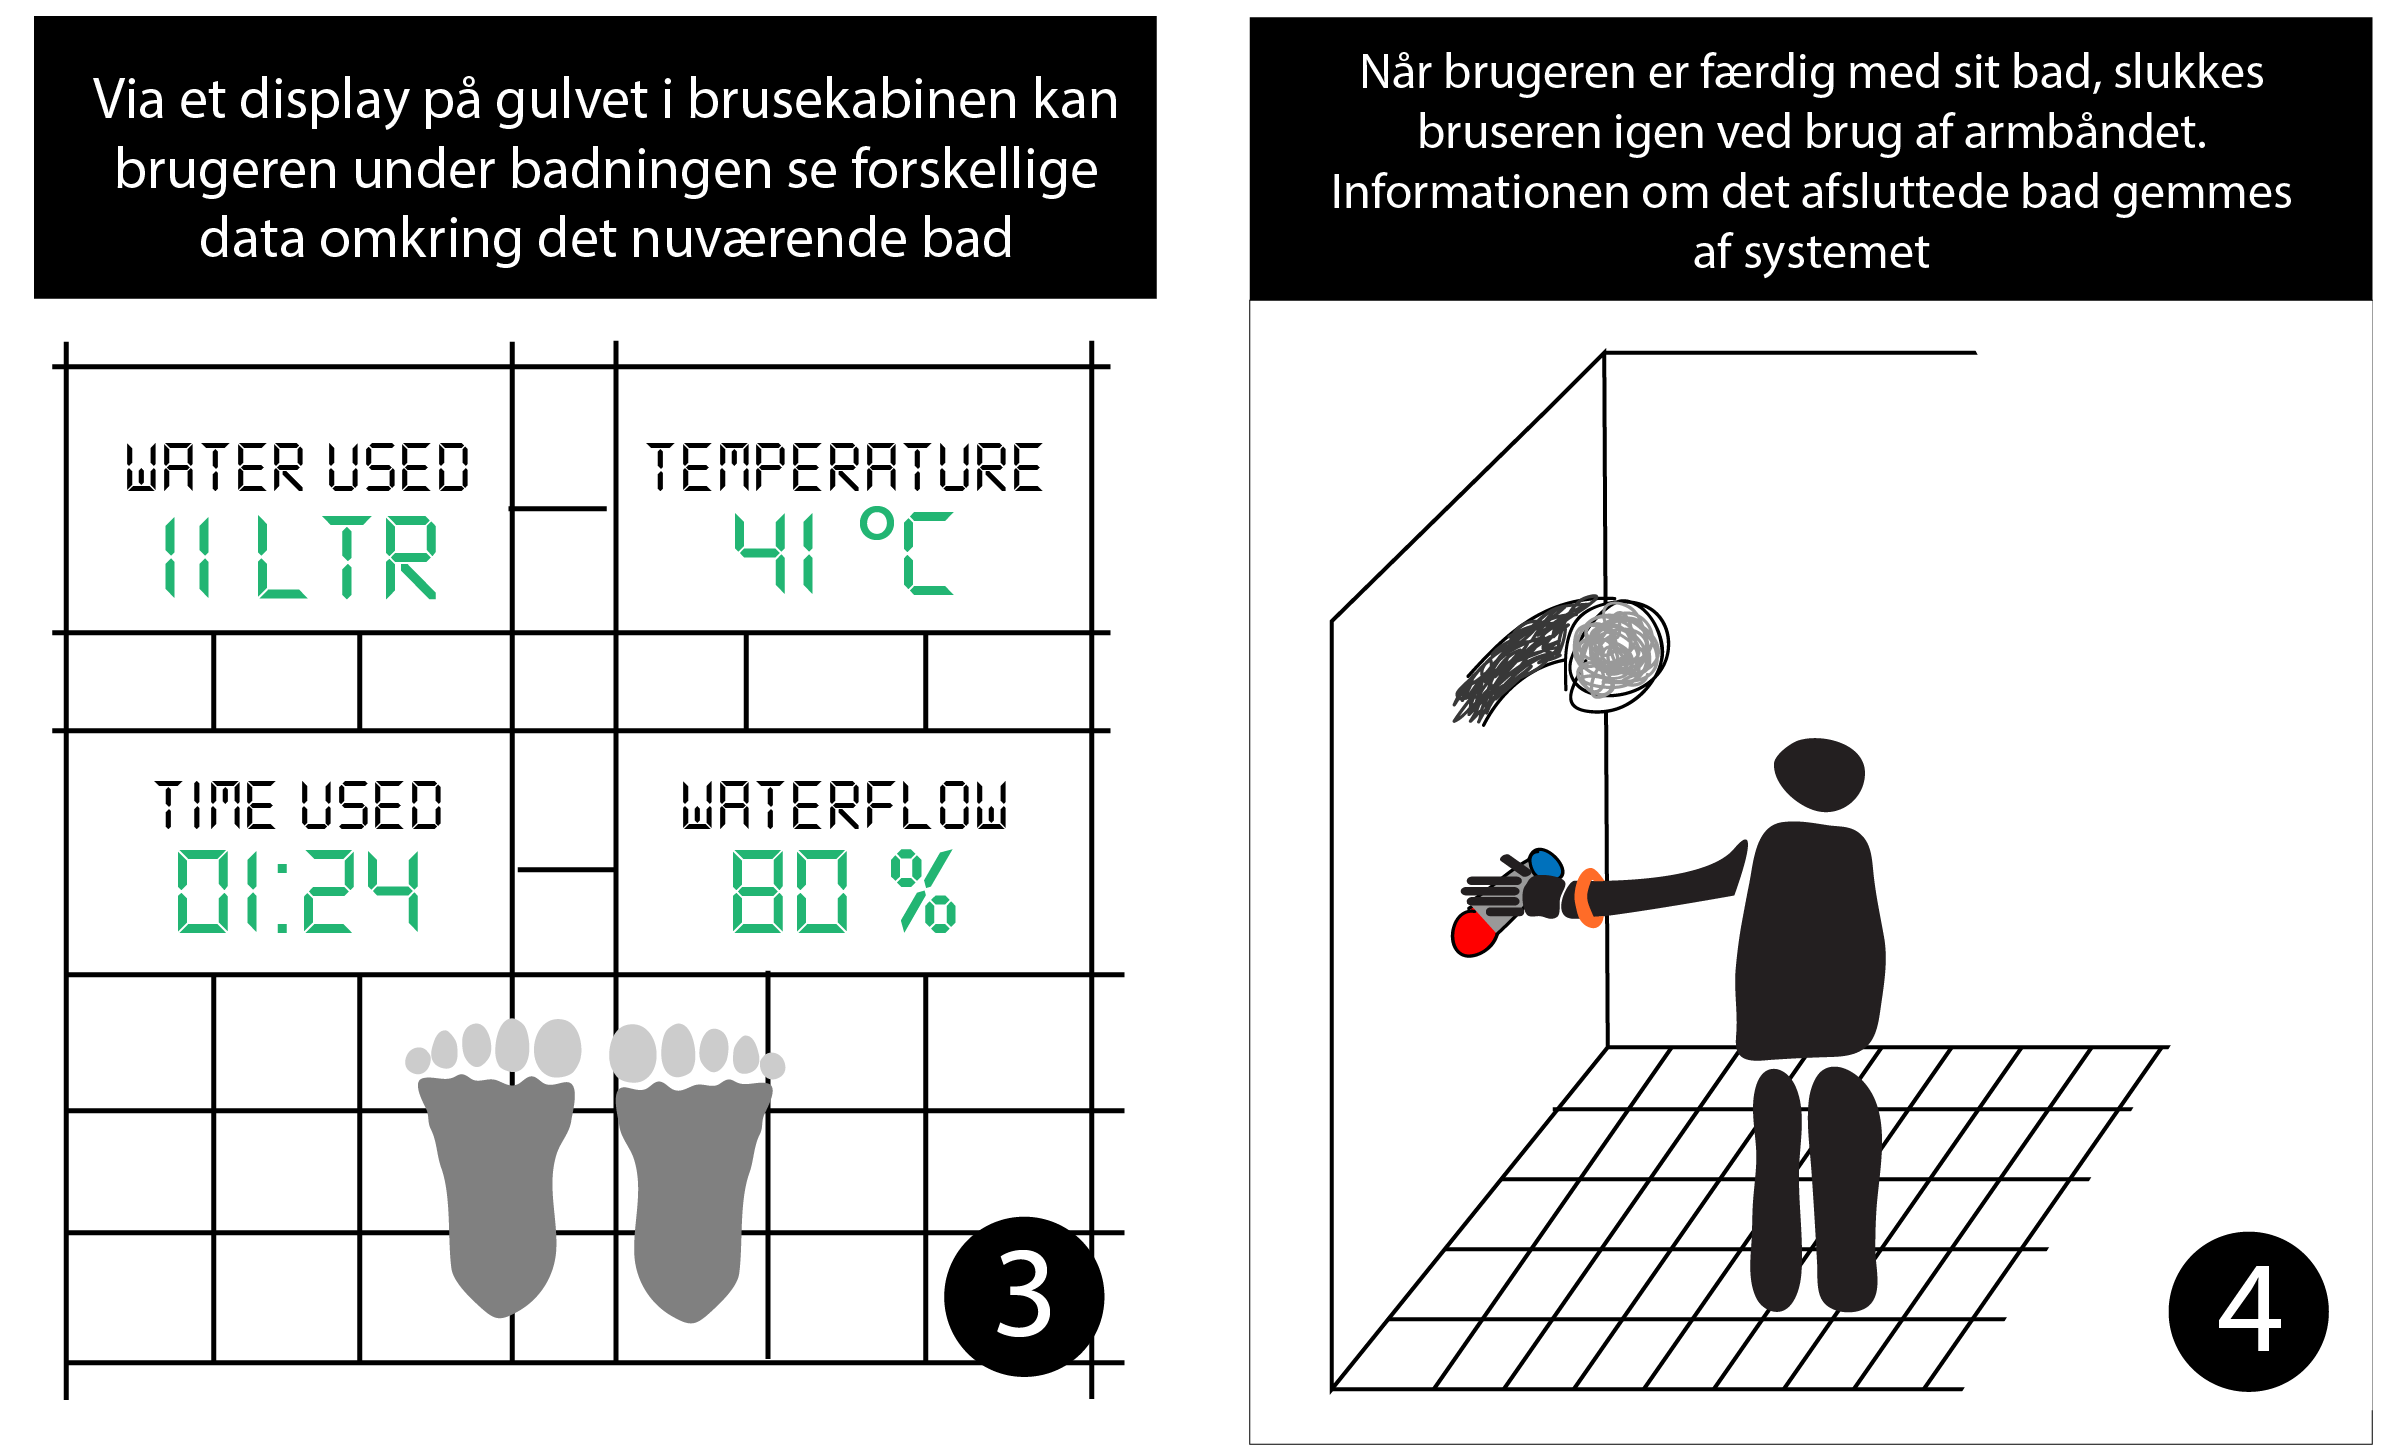 Via et display på gulvet i brusekabinen kan
brugeren under badningen se forskellige
data omkring det nuværende bad
WATER USED
11 LTR
TEMPERATURE
41 °C
TIME USED
01:24
WATERFLOW
80 %
3
Når brugeren er færdig med sit bad, slukkes
bruseren igen ved brug af armbåndet.
Informationen om det afsluttede bad gemmes
af systemet
4